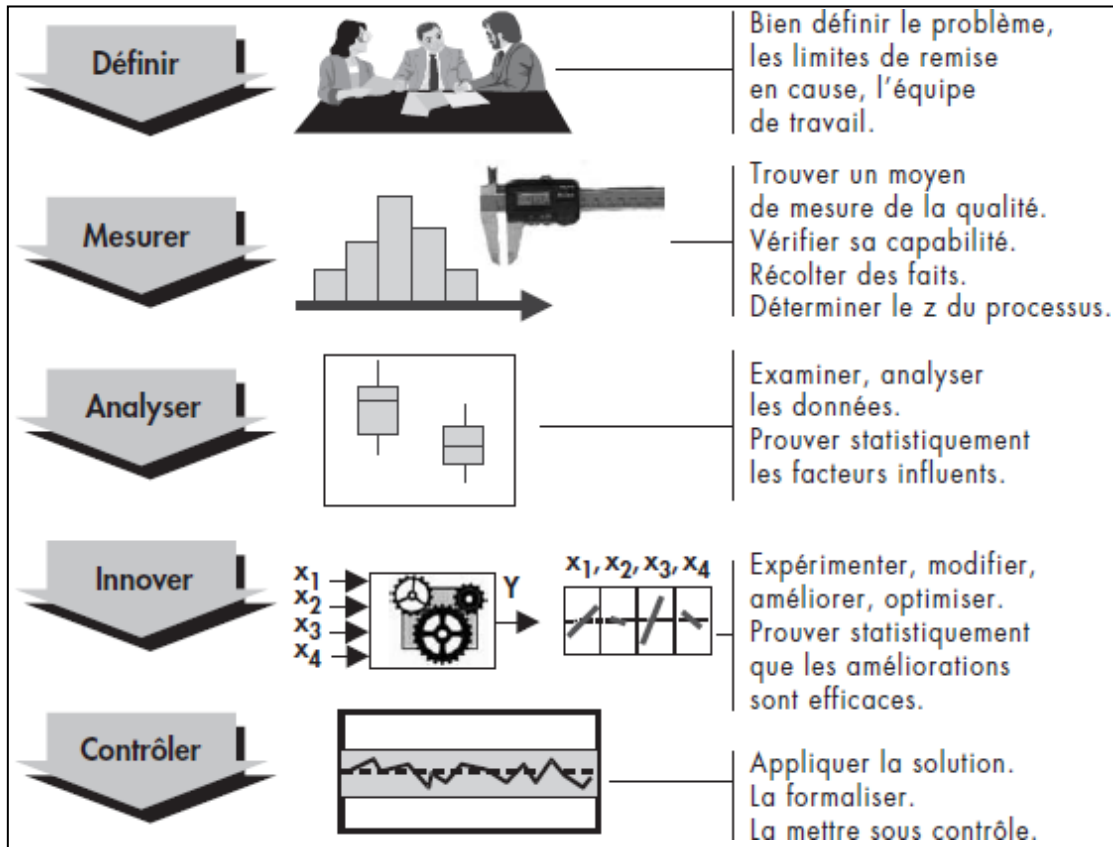 Définir
Bien définir le problème,
les limites de remise
en cause, l'équipe
de travail.
Mesurer
Trouver un moyen
de mesure de la qualité.
Vérifier sa capabilité.
Récolter des faits.
Déterminer le z du processus.
Analyser
Examiner, analyser
les données.
Prouver statistiquement
les facteurs influents.
Innover
x1
x2
x3
x4
Y
x1, x2, x3, x4
Expérimenter, modifier,
améliorer, optimiser.
Prouver statistiquement
que les améliorations
sont efficaces.
Contrôler
Appliquer la solution.
La formaliser.
La mettre sous contrôle.